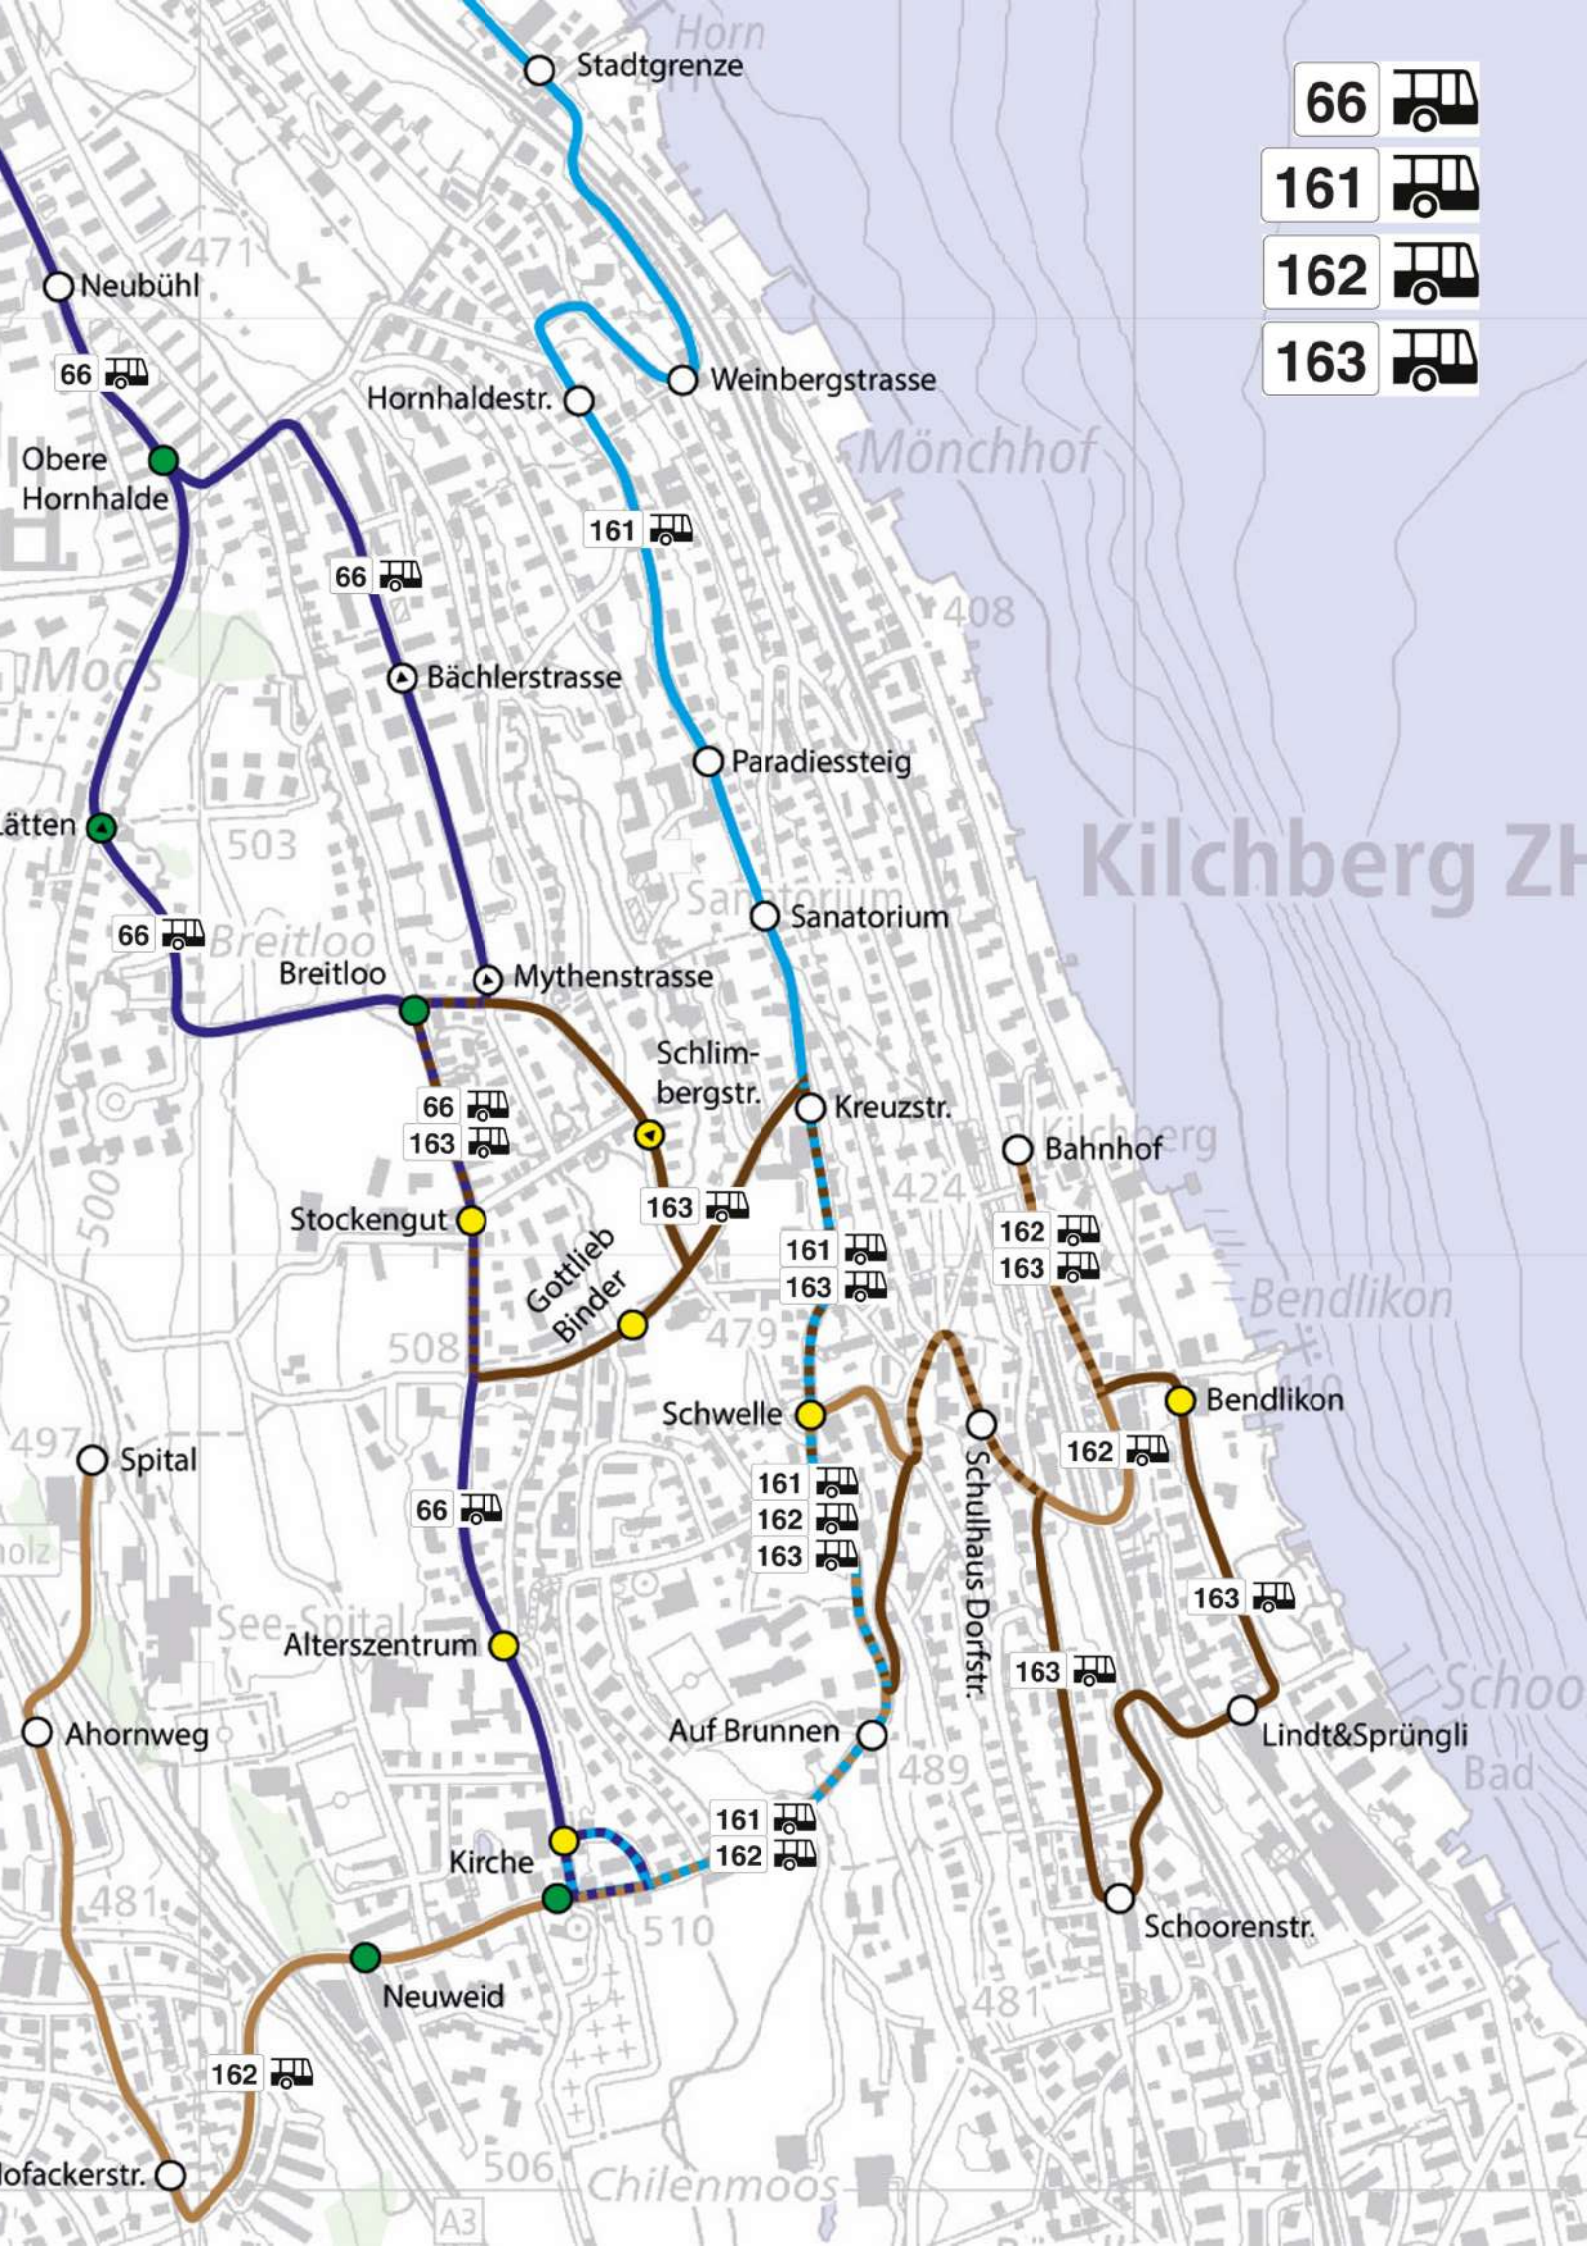 Horn
Stadtgrenze
66
161
162
163
471
Neubühl
66
Hornhaldestr.
Weinbergstrasse
Obere
Hornhalde
Mönchhof
161
66
408
Moos
Bächlerstrasse
Paradiessteig
503
Kilchberg
Sanatorium
Sanatorium
66
Breitloo
Breitloo
Mythenstrasse
Schlim-
bergstr.
66
163
Kreuzstr.
Kilchberg
Bahnhof
500
424
163
Stockengut
161
163
162
163
Gottlieb
Binder
Bendlikon
508
479
410
Schwelle
Bendlikon
497
Spital
162
Schulhaus Dorfstr.
66
161
162
163
163
See-Spital
Alterszentrum
163
Ahornweg
Auf Brunnen
Lindt&Sprüngli
489
Bad
161
162
Kirche
481
510
Schoorenstr.
Neuweid
481
162
506
Chilenmoos
A3